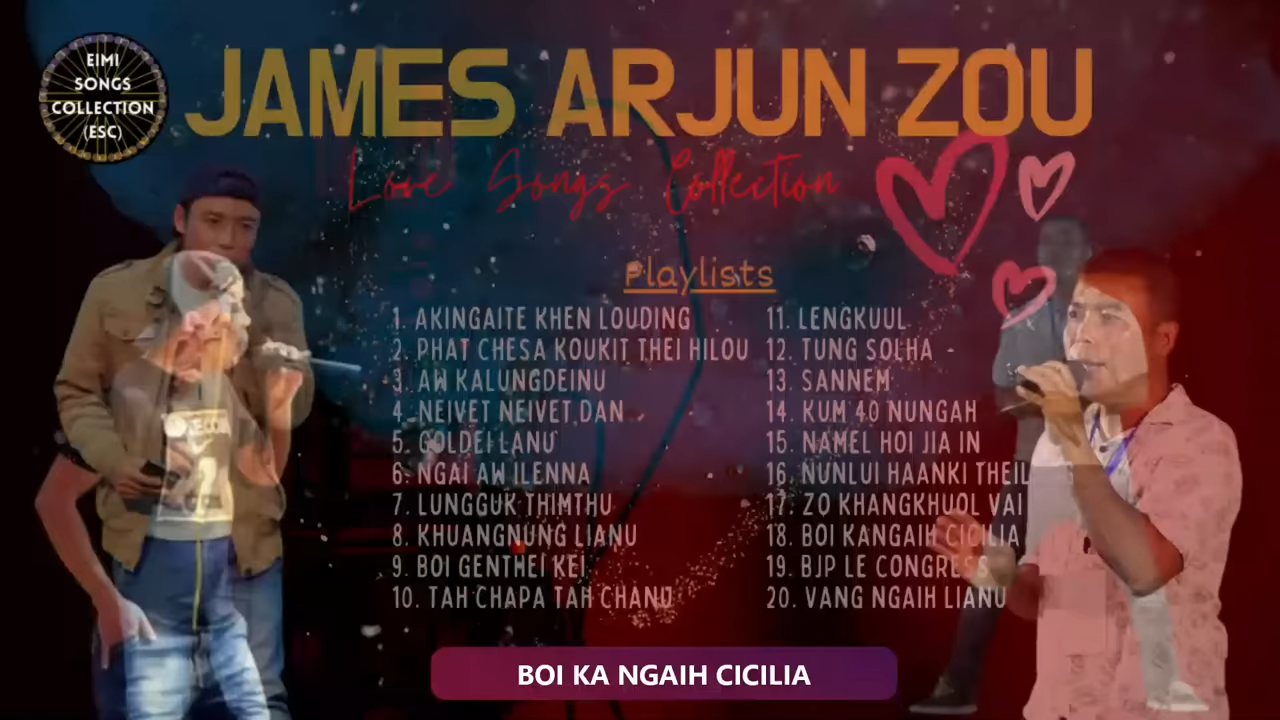 EIMI
SONGS
COLLECTION
(ESC)
JAMES ARJUN ZOU
Love Songs Collection
Playlists
1. AKINGAITE KHEN LOUDING
2. PHAT CHESA KOUKIT THEI HILOU
3. AW KALUNGDEINU
4. NEIVET NEIVET DAN
5. GOLDEI LANU
6. NGAI AW ILENNA
7. LUNGGUK THIMTHU
8. KHUANGNUNG LIANU
9. BOI GENTHEI KEI
10. TAH CHAPA TAH CHANU
11. LENGKUUL
12. TUNG SOLHA
13. SANNEM
14. KUM 40 NUNGAH
15. NAMEL HOI JIA IN
16. NUNLUI HAANKI THEIL
17. ZO KHANGKHUOL VAI
18. BOI KANGAIH CICILIA
19. BJP LE CONGRESS
20. VANG NGAIH LIANU
BOI KA NGAIH CICILIA